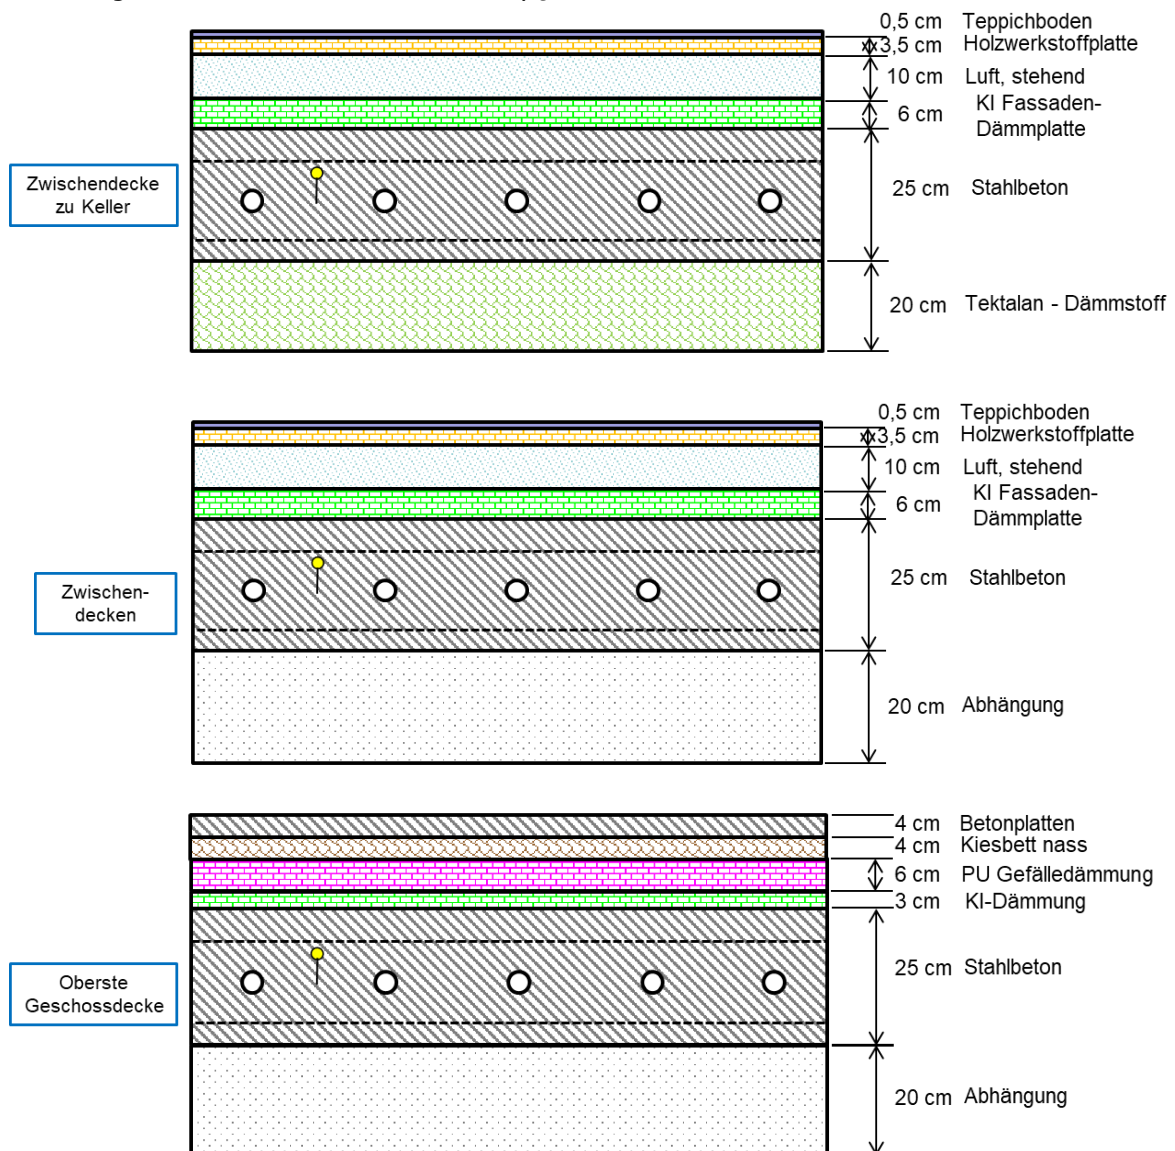 0,5 cm Teppichboden
3,5 cm Holzwerkstoffplatte
10 cm Luft, stehend
6 cm KI Fassaden-
Dämmplatte
Zwischendecke
zu Keller
25 cm Stahlbeton
20 cm Tektalan - Dämmstoff
0,5 cm Teppichboden
3,5 cm Holzwerkstoffplatte
10 cm Luft, stehend
6 cm KI Fassaden-
Dämmplatte
Zwischen-
decken
25 cm Stahlbeton
20 cm Abhängung
4 cm Betonplatten
4 cm Kiesbett nass
6 cm PU Gefälledämmung
3 cm KI-Dämmung
Oberste
Geschossdecke
25 cm Stahlbeton
20 cm Abhängung